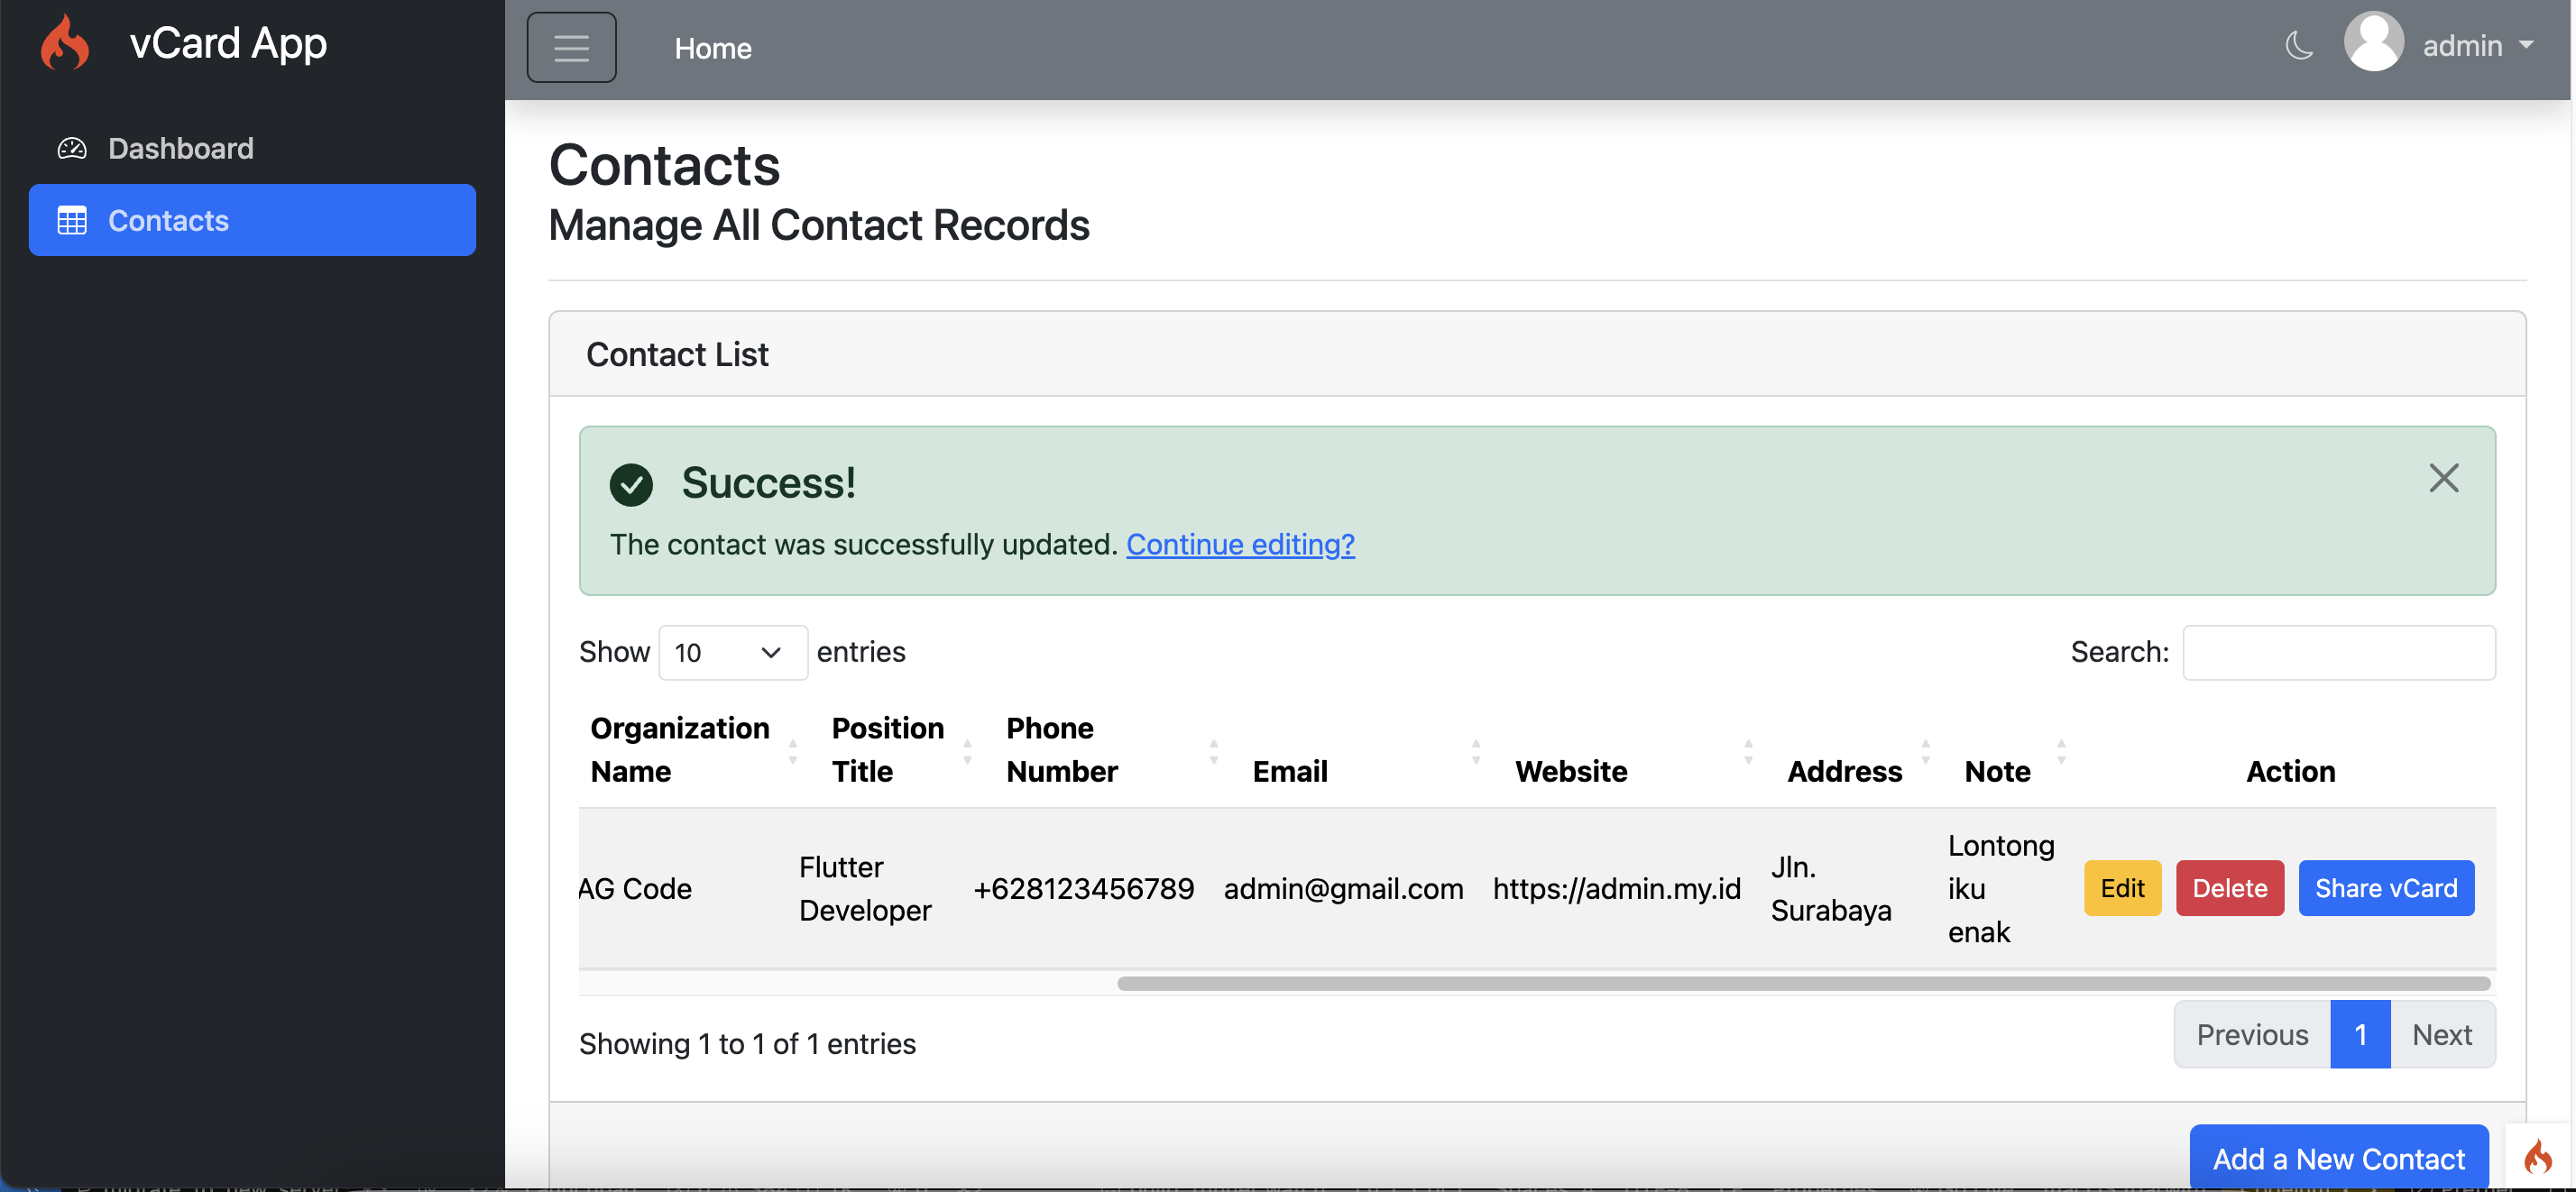 vCard App
Home
admin
Dashboard
Contacts
Contacts
Manage All Contact Records
Contact List
Success!
The contact was successfully updated. Continue editing?
Show 10 entries
Search:
Organization Name
Position Title
Phone Number
Email
Website
Address
Note
Action
AG Code
Flutter Developer
+628123456789
admin@gmail.com
https://admin.my.id
Jln. Surabaya
Lontong iku enak
Edit
Delete
Share vCard
Showing 1 to 1 of 1 entries
Previous
1
Next
Add a New Contact